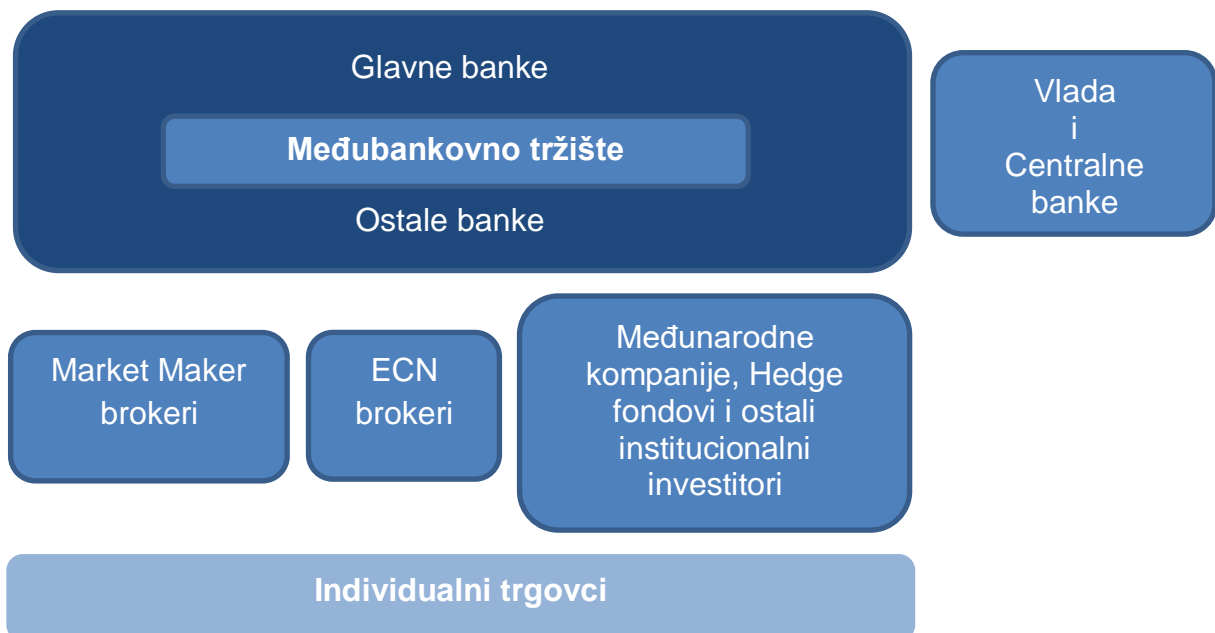 Glavne banke
Međubankovno tržište
Ostale banke
Vlada
i
Centralne
banke
Market Maker
brokeri
ECN
brokeri
Međunarodne
kompanije, Hedge
fondovi i ostali
institucionalni
investitori
Individualni trgovci